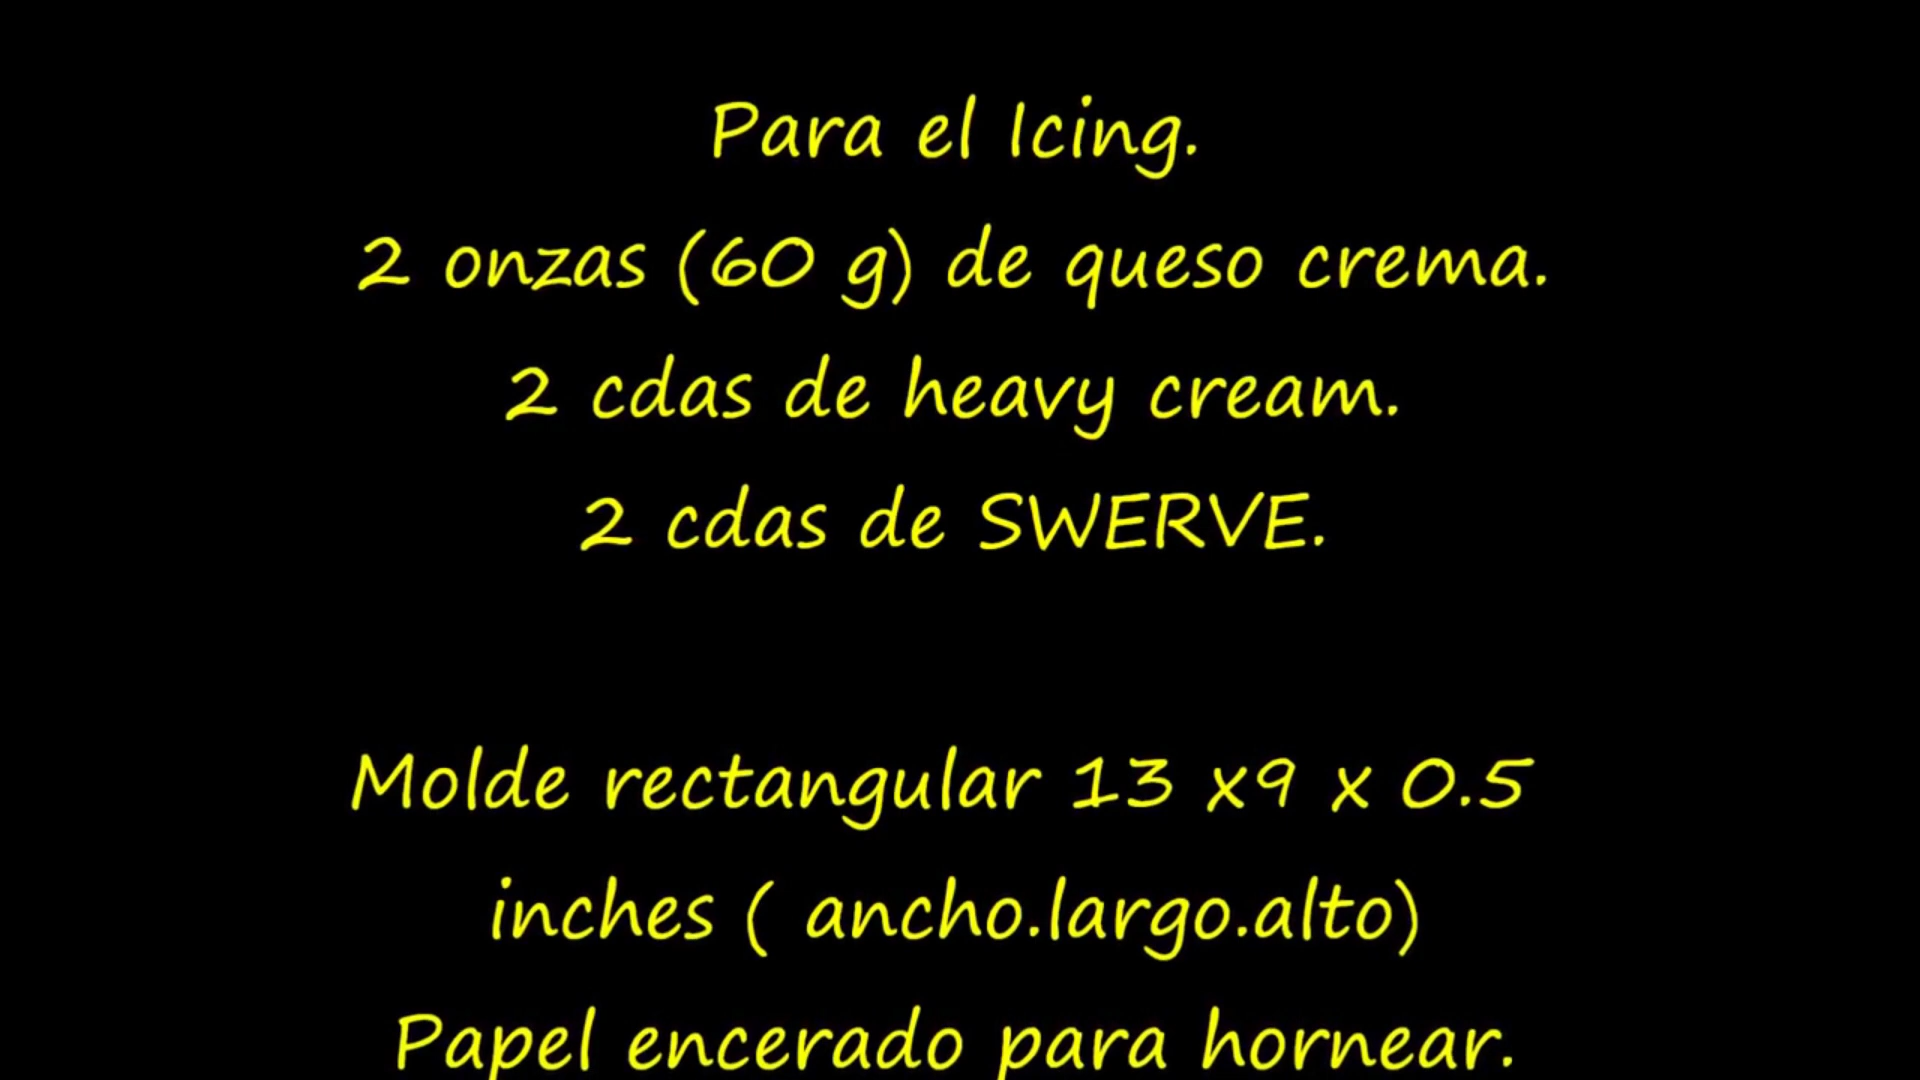 Para el Icing.
2 onzas (60 g) de queso crema.
2 cdas de heavy cream.
2 cdas de SWERVE.
Molde rectangular 13 x9 x 0.5
inches ( ancho.largo.alto)
Papel encerado para hornear.